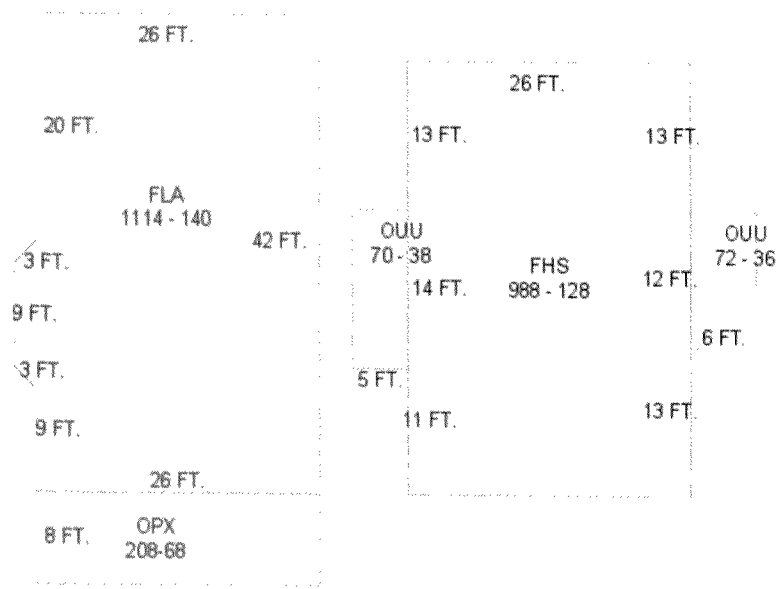 26 FT.
20 FT.
FLA
1114 - 140
42 FT.
3 FT.
9 FT.
3 FT.
9 FT.
26 FT.
8 FT.
OPX
208-68
26 FT.
13 FT.
13 FT.
OUU
70 - 38
14 FT.
FHS
988 - 128
12 FT.
OUU
72 - 36
6 FT.
5 FT.
11 FT.
13 FT.